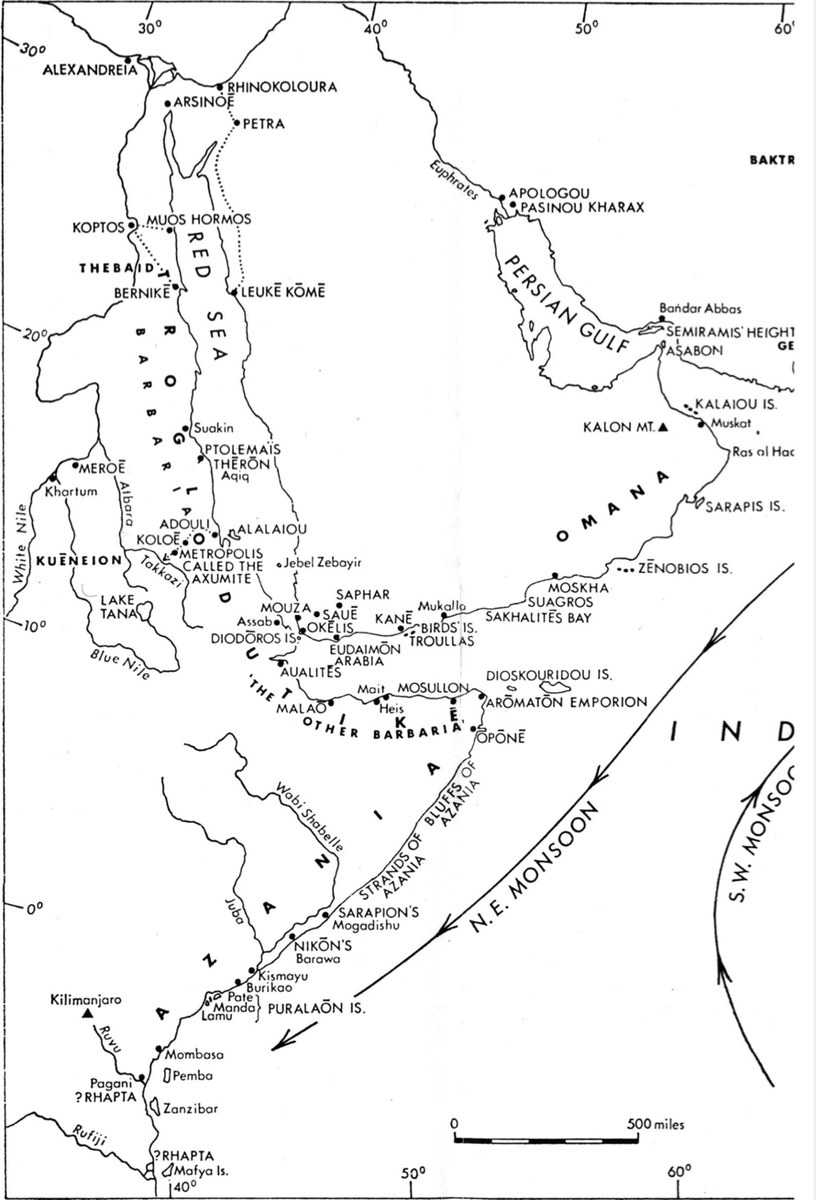 30°
40°
50°
60°
30°
ALEXANDREIA
RHINOKOLOURA
ARSINOĒ
PETRA
BAKTR
Euphrates
APOLOGOU
PASINOU KHARAX
KOPTOS
MUOS HORMOS
RED SEA
THEBAID
BERNIKĒ
LEUKĒ KŌMĒ
PERSIAN GULF
Bandar Abbas
SEMIRAMIS' HEIGHT
GE
ASABON
20°
BARBARIA
TROGLODUTIKĒ
KALAIOU IS.
KALON MT.
Muskat
Ras al Had
Suakin
PTOLEMAÏS
THĒRŌN
Aqiq
MEROĒ
Khartum
White Nile
Atbara
OMANA
SARAPIS IS.
ADOULI
ALALAIOU
KOLOĒ
METROPOLIS
CALLED THE
AXUMITE
Takkazi
KUĒNEION
Jebel Zebayir
ZĒNOBIOS IS.
MOSKHA
SUAGROS
SAKHALITĒS BAY
LAKE
TANA
SAPHAR
MOUZA
SAUĒ
KANĒ
Mukalla
10°
Assab
OKĒLIS
BIRDS' IS.
TROULLAS
DIODŌROS IS.
EUDAIMŌN
ARABIA
Blue Nile
AUALITĒS
DIOSKOURIDOU IS.
'THE
OTHER BARBARIA'
Mait
MOSULLON
ARŌMATŌN EMPORION
MALAŌ
Heis
OPŌNĒ
IND
Wabi Shabelle
STRANDS OF
AZANIA
BLUFFS OF
AZANIA
AZANIA
N.E. MONSOON
S.W. MONSOO
0°
Juba
SARAPION'S
Mogadishu
NIKŌN'S
Barawa
Kismayu
Burikao
Pate
Manda
Lamu
PURALAŌN IS.
Kilimanjaro
Ruvu
Mombasa
Pemba
Pagani
?RHAPTA
Zanzibar
Rufiji
?RHAPTA
Mafya Is.
0 500 miles
40°
50°
60°